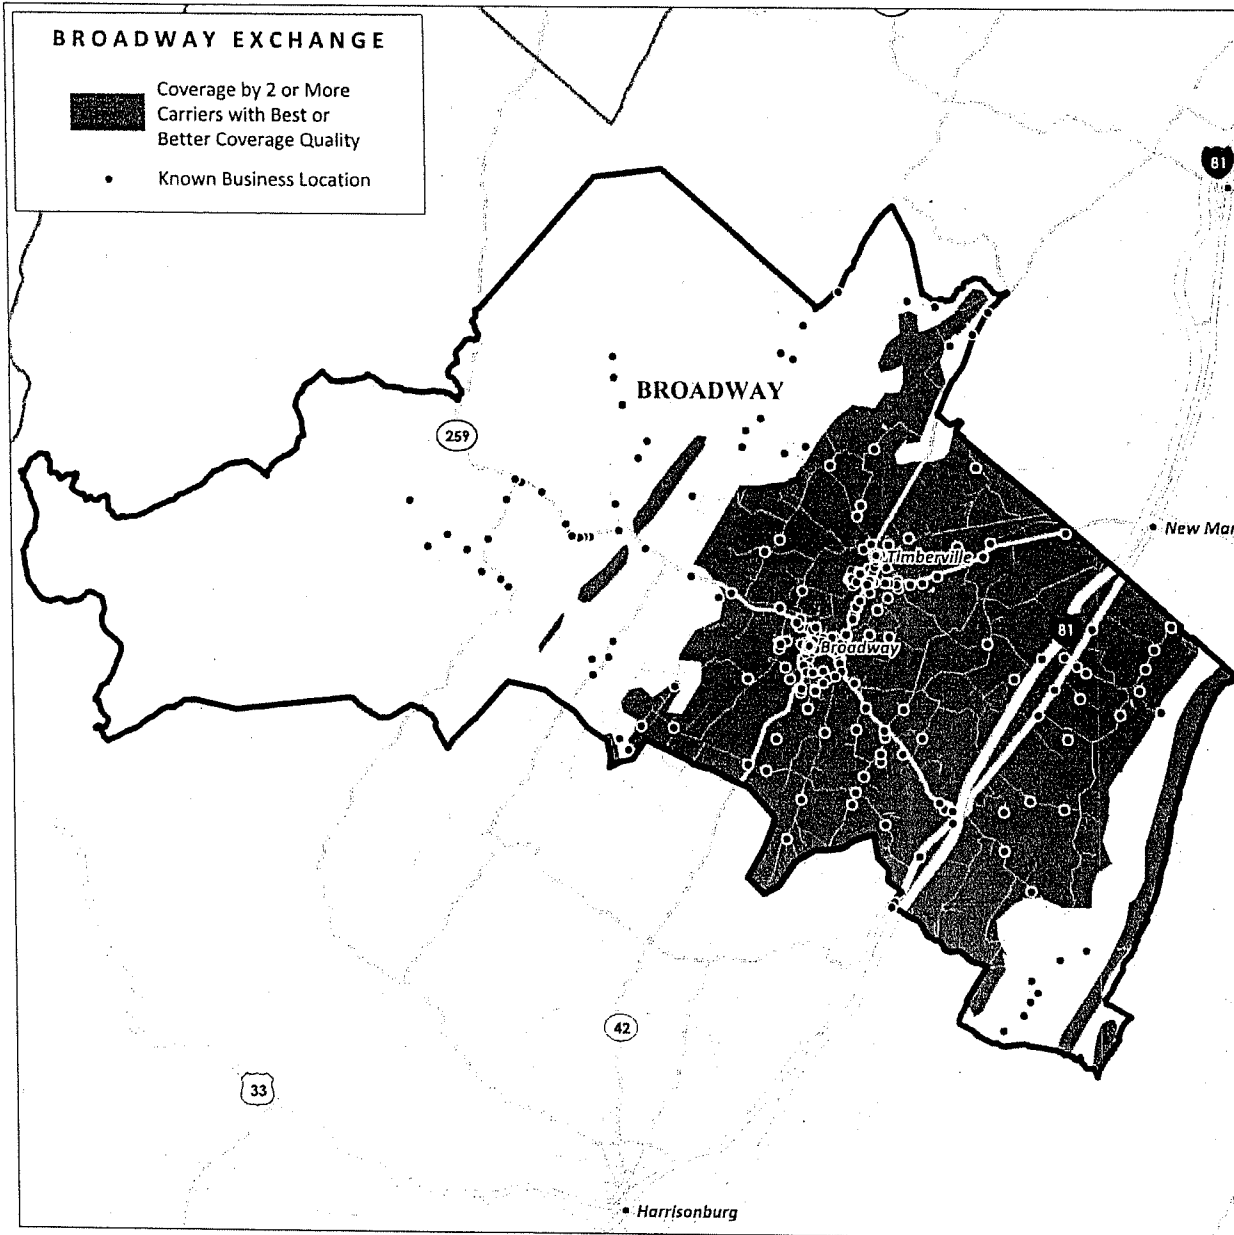 BROADWAY EXCHANGE
Coverage by 2 or More
Carriers with Best or
Better Coverage Quality
Known Business Location
81
BROADWAY
259
New Mar
Timberville
81
Broadway
42
33
Harrisonburg